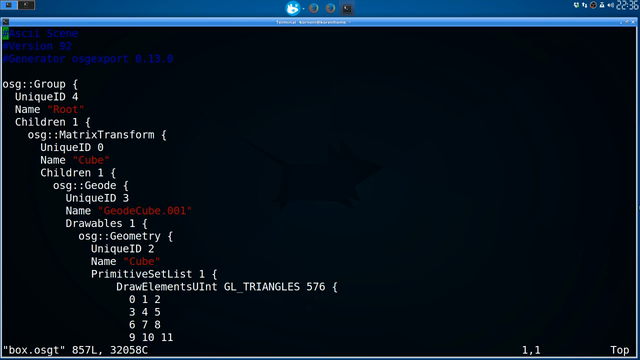 22:36
#Ascii Scene
#Version 92
#Generator osgexport 0.13.0
osg::Group {
UniqueID 4
Name "Root"
Children 1 {
osg::MatrixTransform {
UniqueID 0
Name "Cube"
Children 1 {
osg::Geode {
UniqueID 3
Name "GeodeCube.001"
Drawables 1 {
osg::Geometry {
UniqueID 2
Name "Cube"
PrimitiveSetList 1 {
DrawElementsUInt GL_TRIANGLES 576 {
0 1 2
3 4 5
6 7 8
9 10 11
"box.osgt" 857L, 32058C 1,1 Top